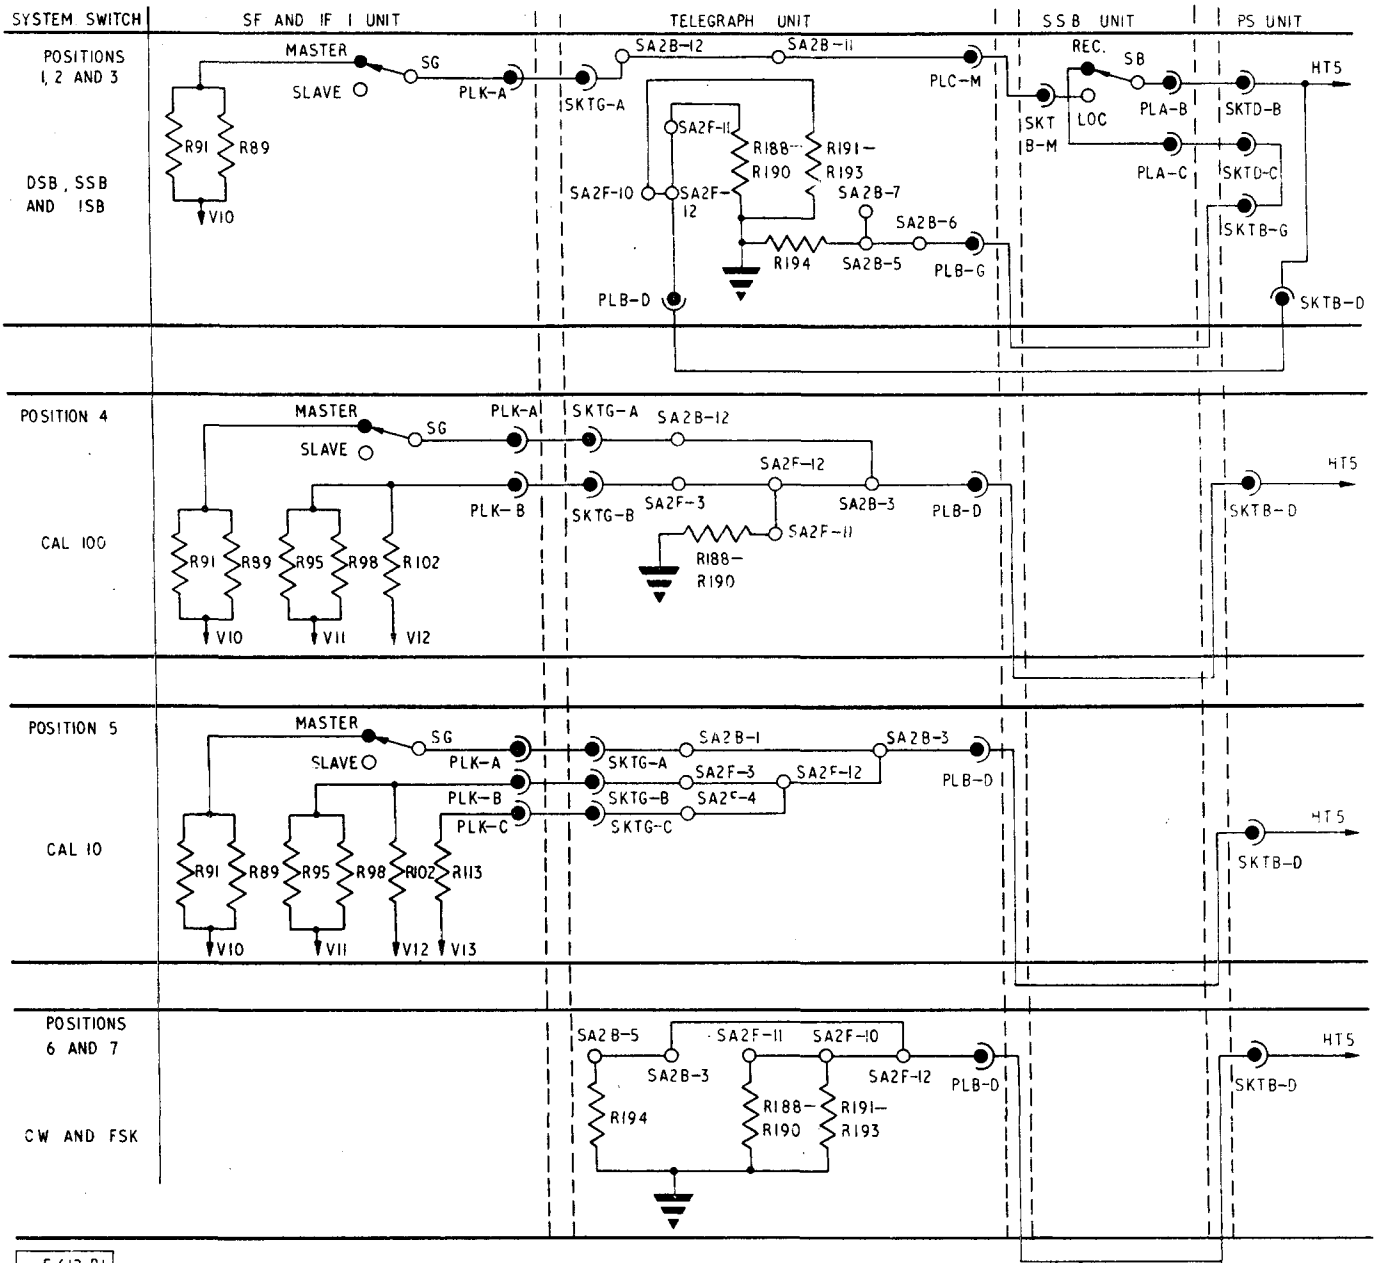 SYSTEM SWITCH
SF AND IF 1 UNIT
TELEGRAPH UNIT
SSB UNIT
PS UNIT
POSITIONS
1, 2 AND 3
DSB, SSB
AND ISB
MASTER
SLAVE
SG
PLK-A
SKTG-A
SA2B-12
SA2B-11
PLC-M
REC.
SB
SKT
B-M
LOC
PLA-B
SKTD-B
HT5
R91
R89
V10
SA2F-11
R188-
R190
R191-
R193
SA2B-7
PLA-C
SKTD-C
SA2F-10
SA2F-
12
SA2B-6
SKTB-G
R194
SA2B-5
PLB-G
PLB-D
SKTB-D
POSITION 4
CAL 100
MASTER
SLAVE
SG
PLK-A
SKTG-A
SA2B-12
PLK-B
SKTG-B
SA2F-3
SA2F-12
SA2B-3
PLB-D
SKTB-D
HT5
SA2F-11
R188-
R190
R91
R89
R95
R98
R102
V10
V11
V12
POSITION 5
CAL 10
MASTER
SLAVE
SG
PLK-A
SKTG-A
SA2B-1
SA2B-3
PLB-D
PLK-B
SKTG-B
SA2F-3
SA2F-12
PLK-C
SKTG-C
SA2F-4
HT5
SKTB-D
R91
R89
R95
R98
R102
R113
V10
V11
V12
V13
POSITIONS
6 AND 7
CW AND FSK
SA2B-5
SA2B-3
SA2F-11
SA2F-10
SA2F-12
PLB-D
SKTB-D
HT5
R194
R188-
R190
R191-
R193